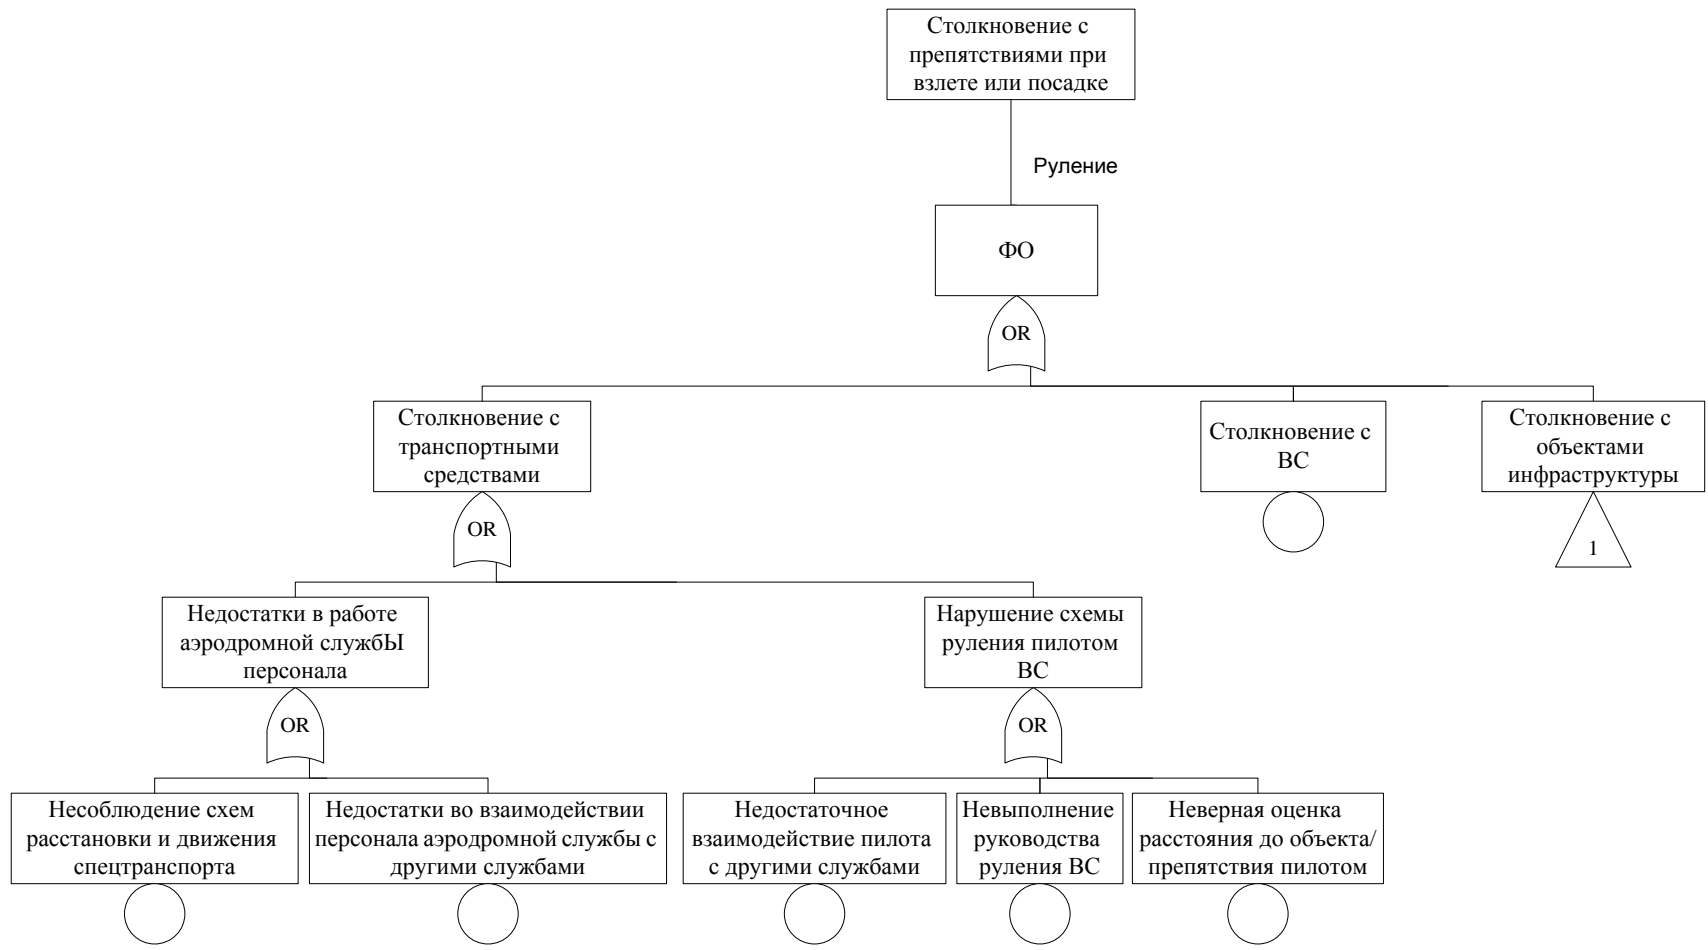 Столкновение с
препятствиями при
взлете или посадке
Руление
ФО
OR
Столкновение с
транспортными
средствами
Столкновение с
ВС
Столкновение с
объектами
инфраструктуры
OR
1
Недостатки в работе
аэродромной службЫ
персонала
Нарушение схемы
руления пилотом
ВС
OR
OR
Несоблюдение схем
расстановки и движения
спецтранспорта
Недостатки во взаимодействии
персонала аэродромной службы с
другими службами
Недостаточное
взаимодействие пилота
с другими службами
Невыполнение
руководства
руления ВС
Неверная оценка
расстояния до объекта/
препятствия пилотом